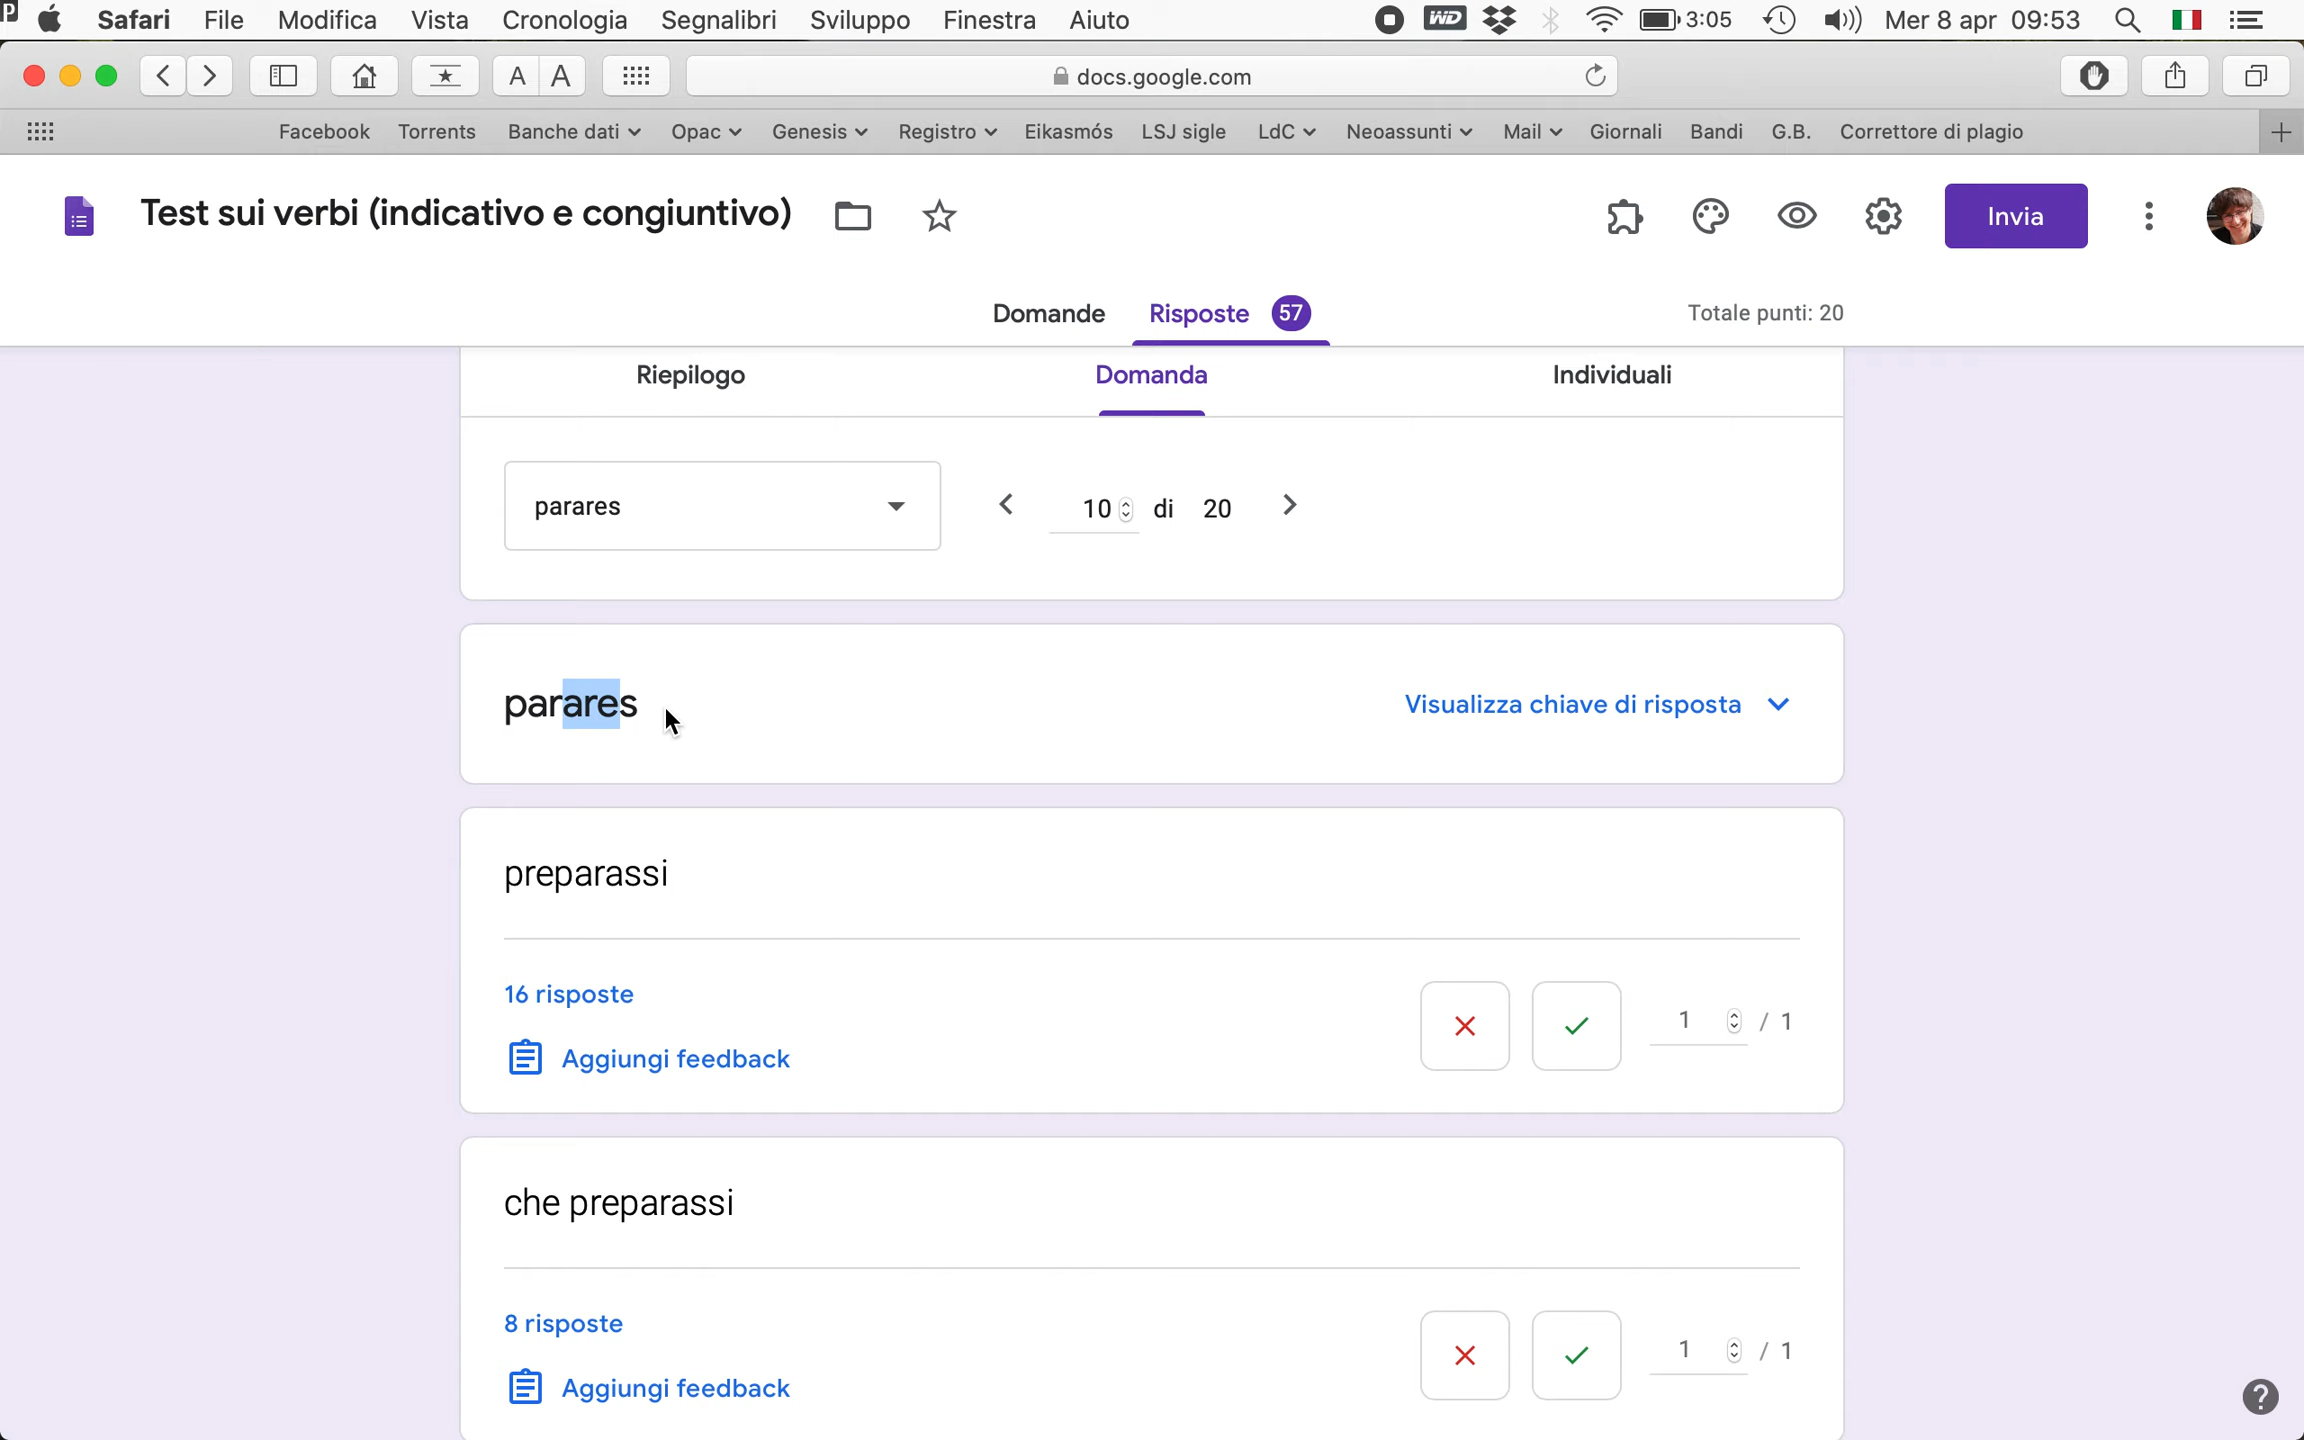 P
Safari File Modifica Vista Cronologia Segnalibri Sviluppo Finestra Aiuto WD 3:05 Mer 8 apr 09:53
A A docs.google.com
Facebook Torrents Banche dati Opac Genesis Registro Eikasmós LSJ sigle LdC Neoassunti Mail Giornali Bandi G.B. Correttore di plagio
Test sui verbi (indicativo e congiuntivo) Invia
Domande Risposte 57 Totale punti: 20
Riepilogo Domanda Individuali
parares 10 di 20
parares Visualizza chiave di risposta
preparassi
16 risposte
1 / 1
Aggiungi feedback
che preparassi
8 risposte
1 / 1
Aggiungi feedback